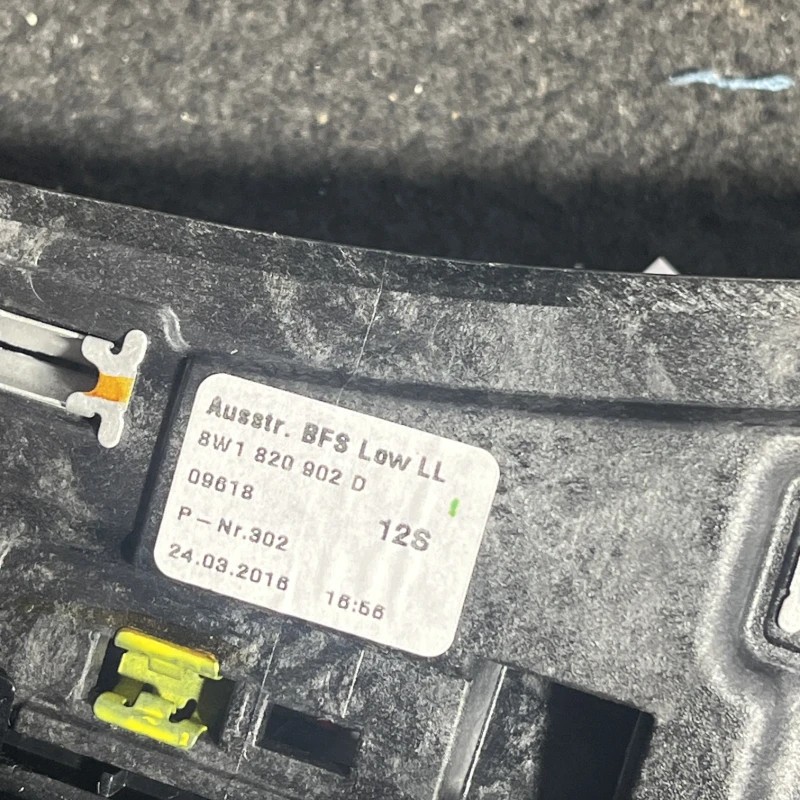 Ausstr. BFS Low LL
8W1 820 902 D
09618
P-Nr.302 12S
24.03.2016 16:56